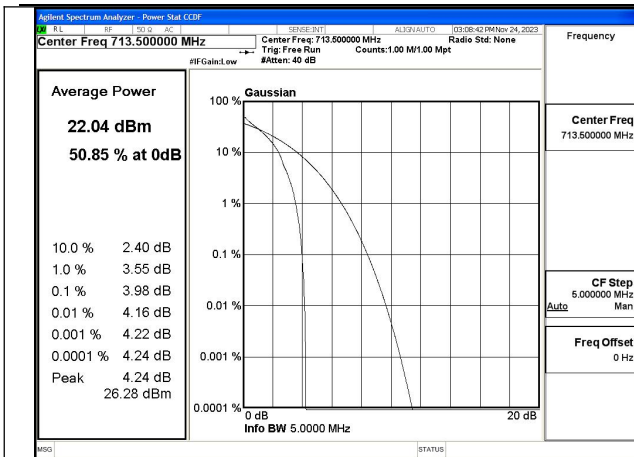 Agilent Spectrum Analyzer - Power Stat CCDF
RL RF 50 Ω AC SENSE:INT ALIGN AUTO 03:08:42 PM Nov 24, 2023
Center Freq 713.500000 MHz
Center Freq: 713.500000 MHz Radio Std: None
Trig: Free Run Counts:1.00 M/1.00 Mpt
#IFGain:Low #Atten: 40 dB
Frequency
Average Power
22.04 dBm
50.85 % at 0dB
10.0 % 2.40 dB
1.0 % 3.55 dB
0.1 % 3.98 dB
0.01 % 4.16 dB
0.001 % 4.22 dB
0.0001 % 4.24 dB
Peak 4.24 dB
26.28 dBm
Gaussian
100 %
10 %
1 %
0.1 %
0.01 %
0.001 %
0.0001 %
0 dB 20 dB
Info BW 5.0000 MHz
Center Freq
713.500000 MHz
CF Step
5.000000 MHz
Auto Man
Freq Offset
0 Hz
MSG STATUS